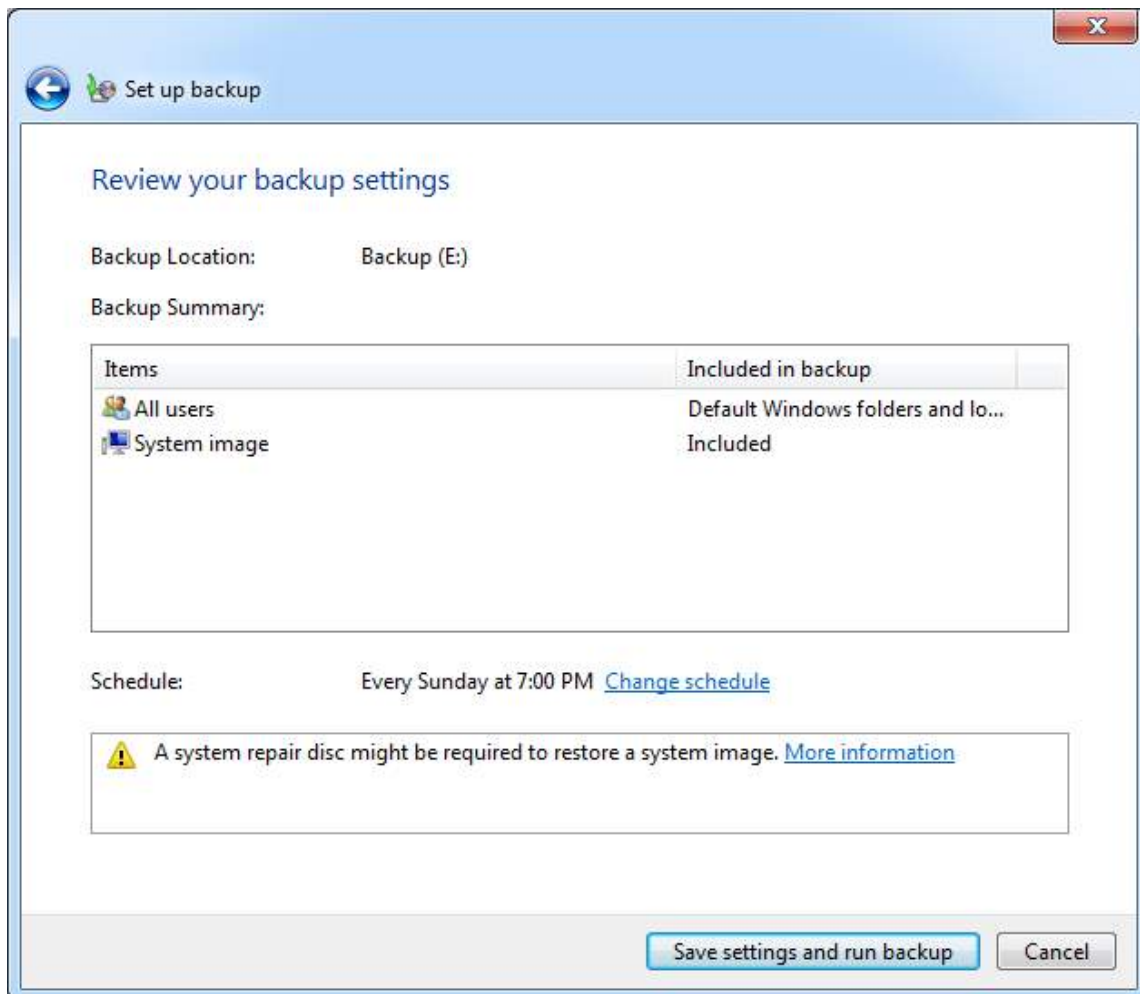 Set up backup
Review your backup settings
Backup Location: Backup (E:)
Backup Summary:
Items Included in backup
All users Default Windows folders and lo...
System image Included
Schedule: Every Sunday at 7:00 PM Change schedule
A system repair disc might be required to restore a system image. More information
Save settings and run backup Cancel